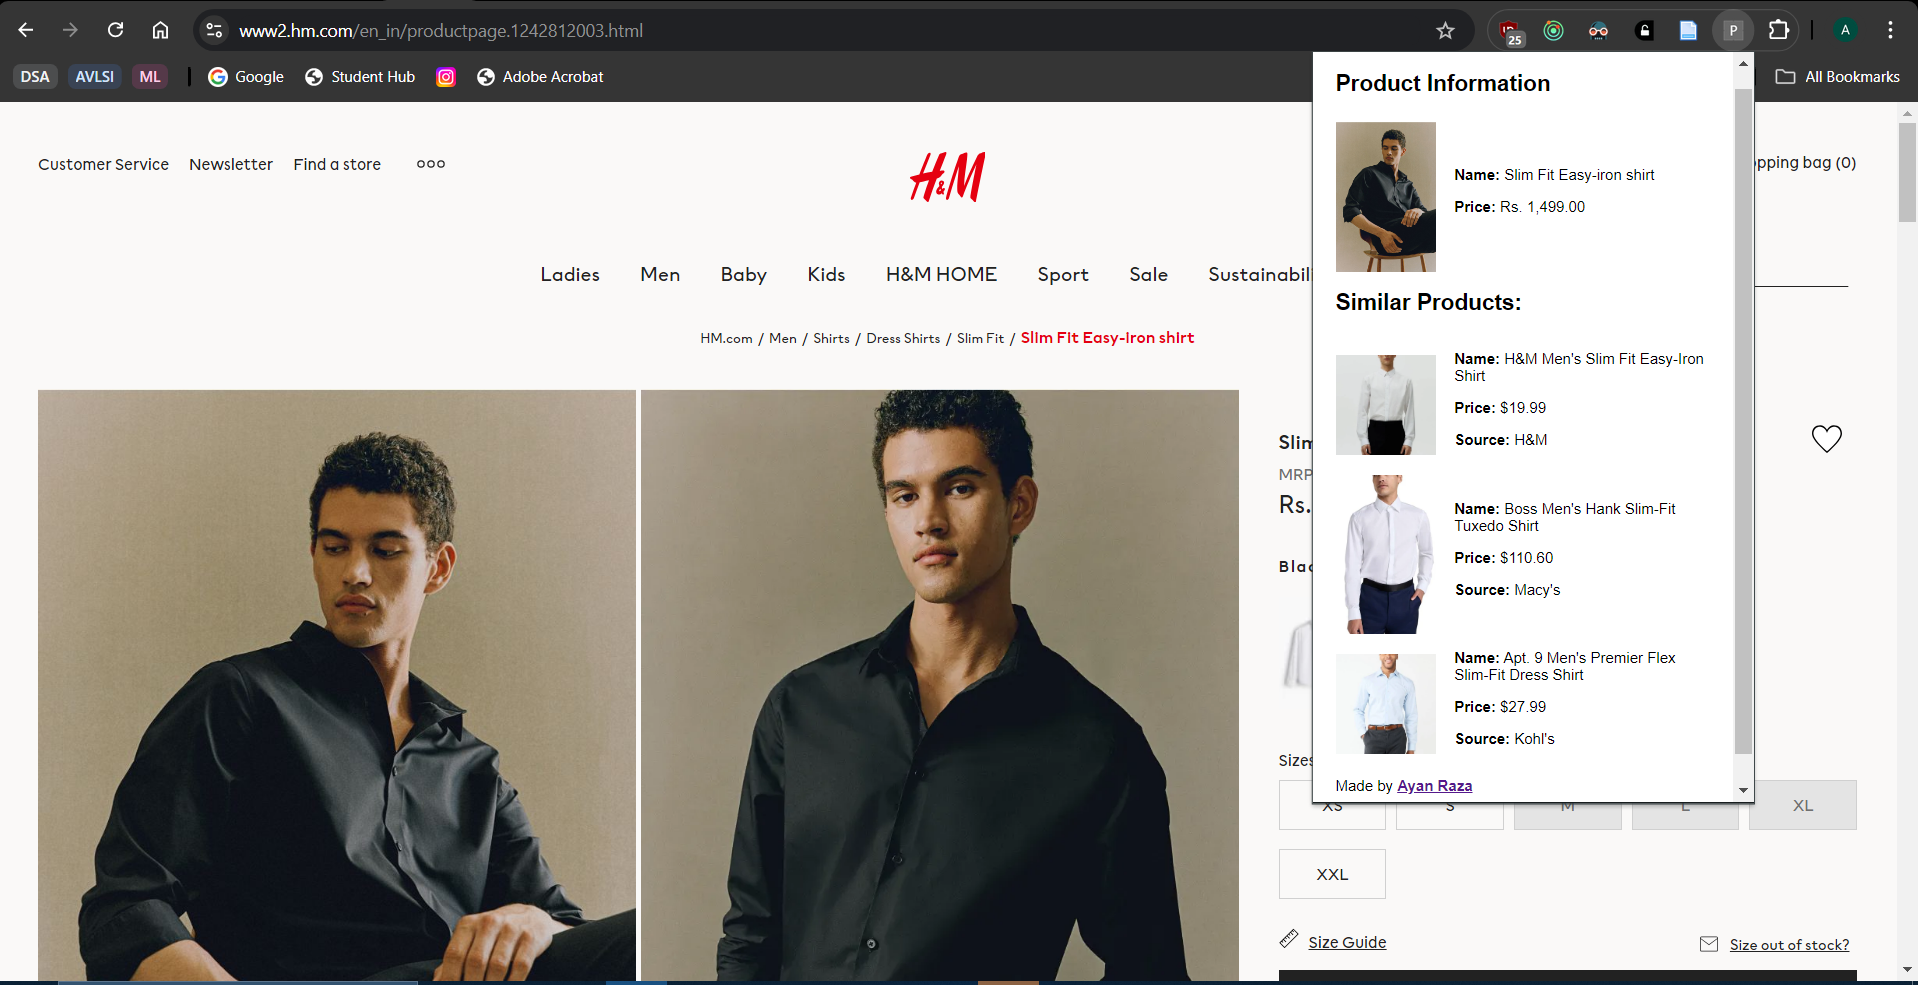 www2.hm.com/en_in/productpage.1242812003.html
25
P
A
DSA
AVLSI
ML
Google
Student Hub
Adobe Acrobat
All Bookmarks
Customer Service
Newsletter
Find a store
H&M
opping bag (0)
Ladies
Men
Baby
Kids
H&M HOME
Sport
Sale
Sustainabili
HM.com / Men / Shirts / Dress Shirts / Slim Fit / Slim Fit Easy-iron shirt
Slim
MRP
Rs.
Blac
Sizes
XS
S
M
L
XL
XXL
Size Guide
Size out of stock?
Product Information
Name: Slim Fit Easy-iron shirt
Price: Rs. 1,499.00
Similar Products:
Name: H&M Men's Slim Fit Easy-Iron
Shirt
Price: $19.99
Source: H&M
Name: Boss Men's Hank Slim-Fit
Tuxedo Shirt
Price: $110.60
Source: Macy's
Name: Apt. 9 Men's Premier Flex
Slim-Fit Dress Shirt
Price: $27.99
Source: Kohl's
Made by Ayan Raza